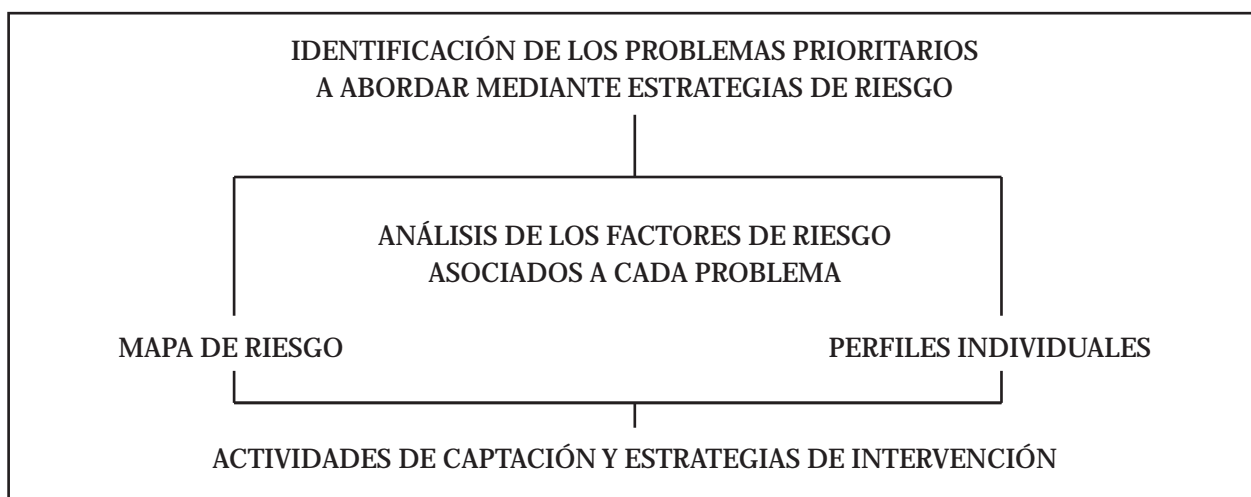 IDENTIFICACIÓN DE LOS PROBLEMAS PRIORITARIOS
A ABORDAR MEDIANTE ESTRATEGIAS DE RIESGO
ANÁLISIS DE LOS FACTORES DE RIESGO
ASOCIADOS A CADA PROBLEMA
MAPA DE RIESGO
PERFILES INDIVIDUALES
ACTIVIDADES DE CAPTACIÓN Y ESTRATEGIAS DE INTERVENCIÓN